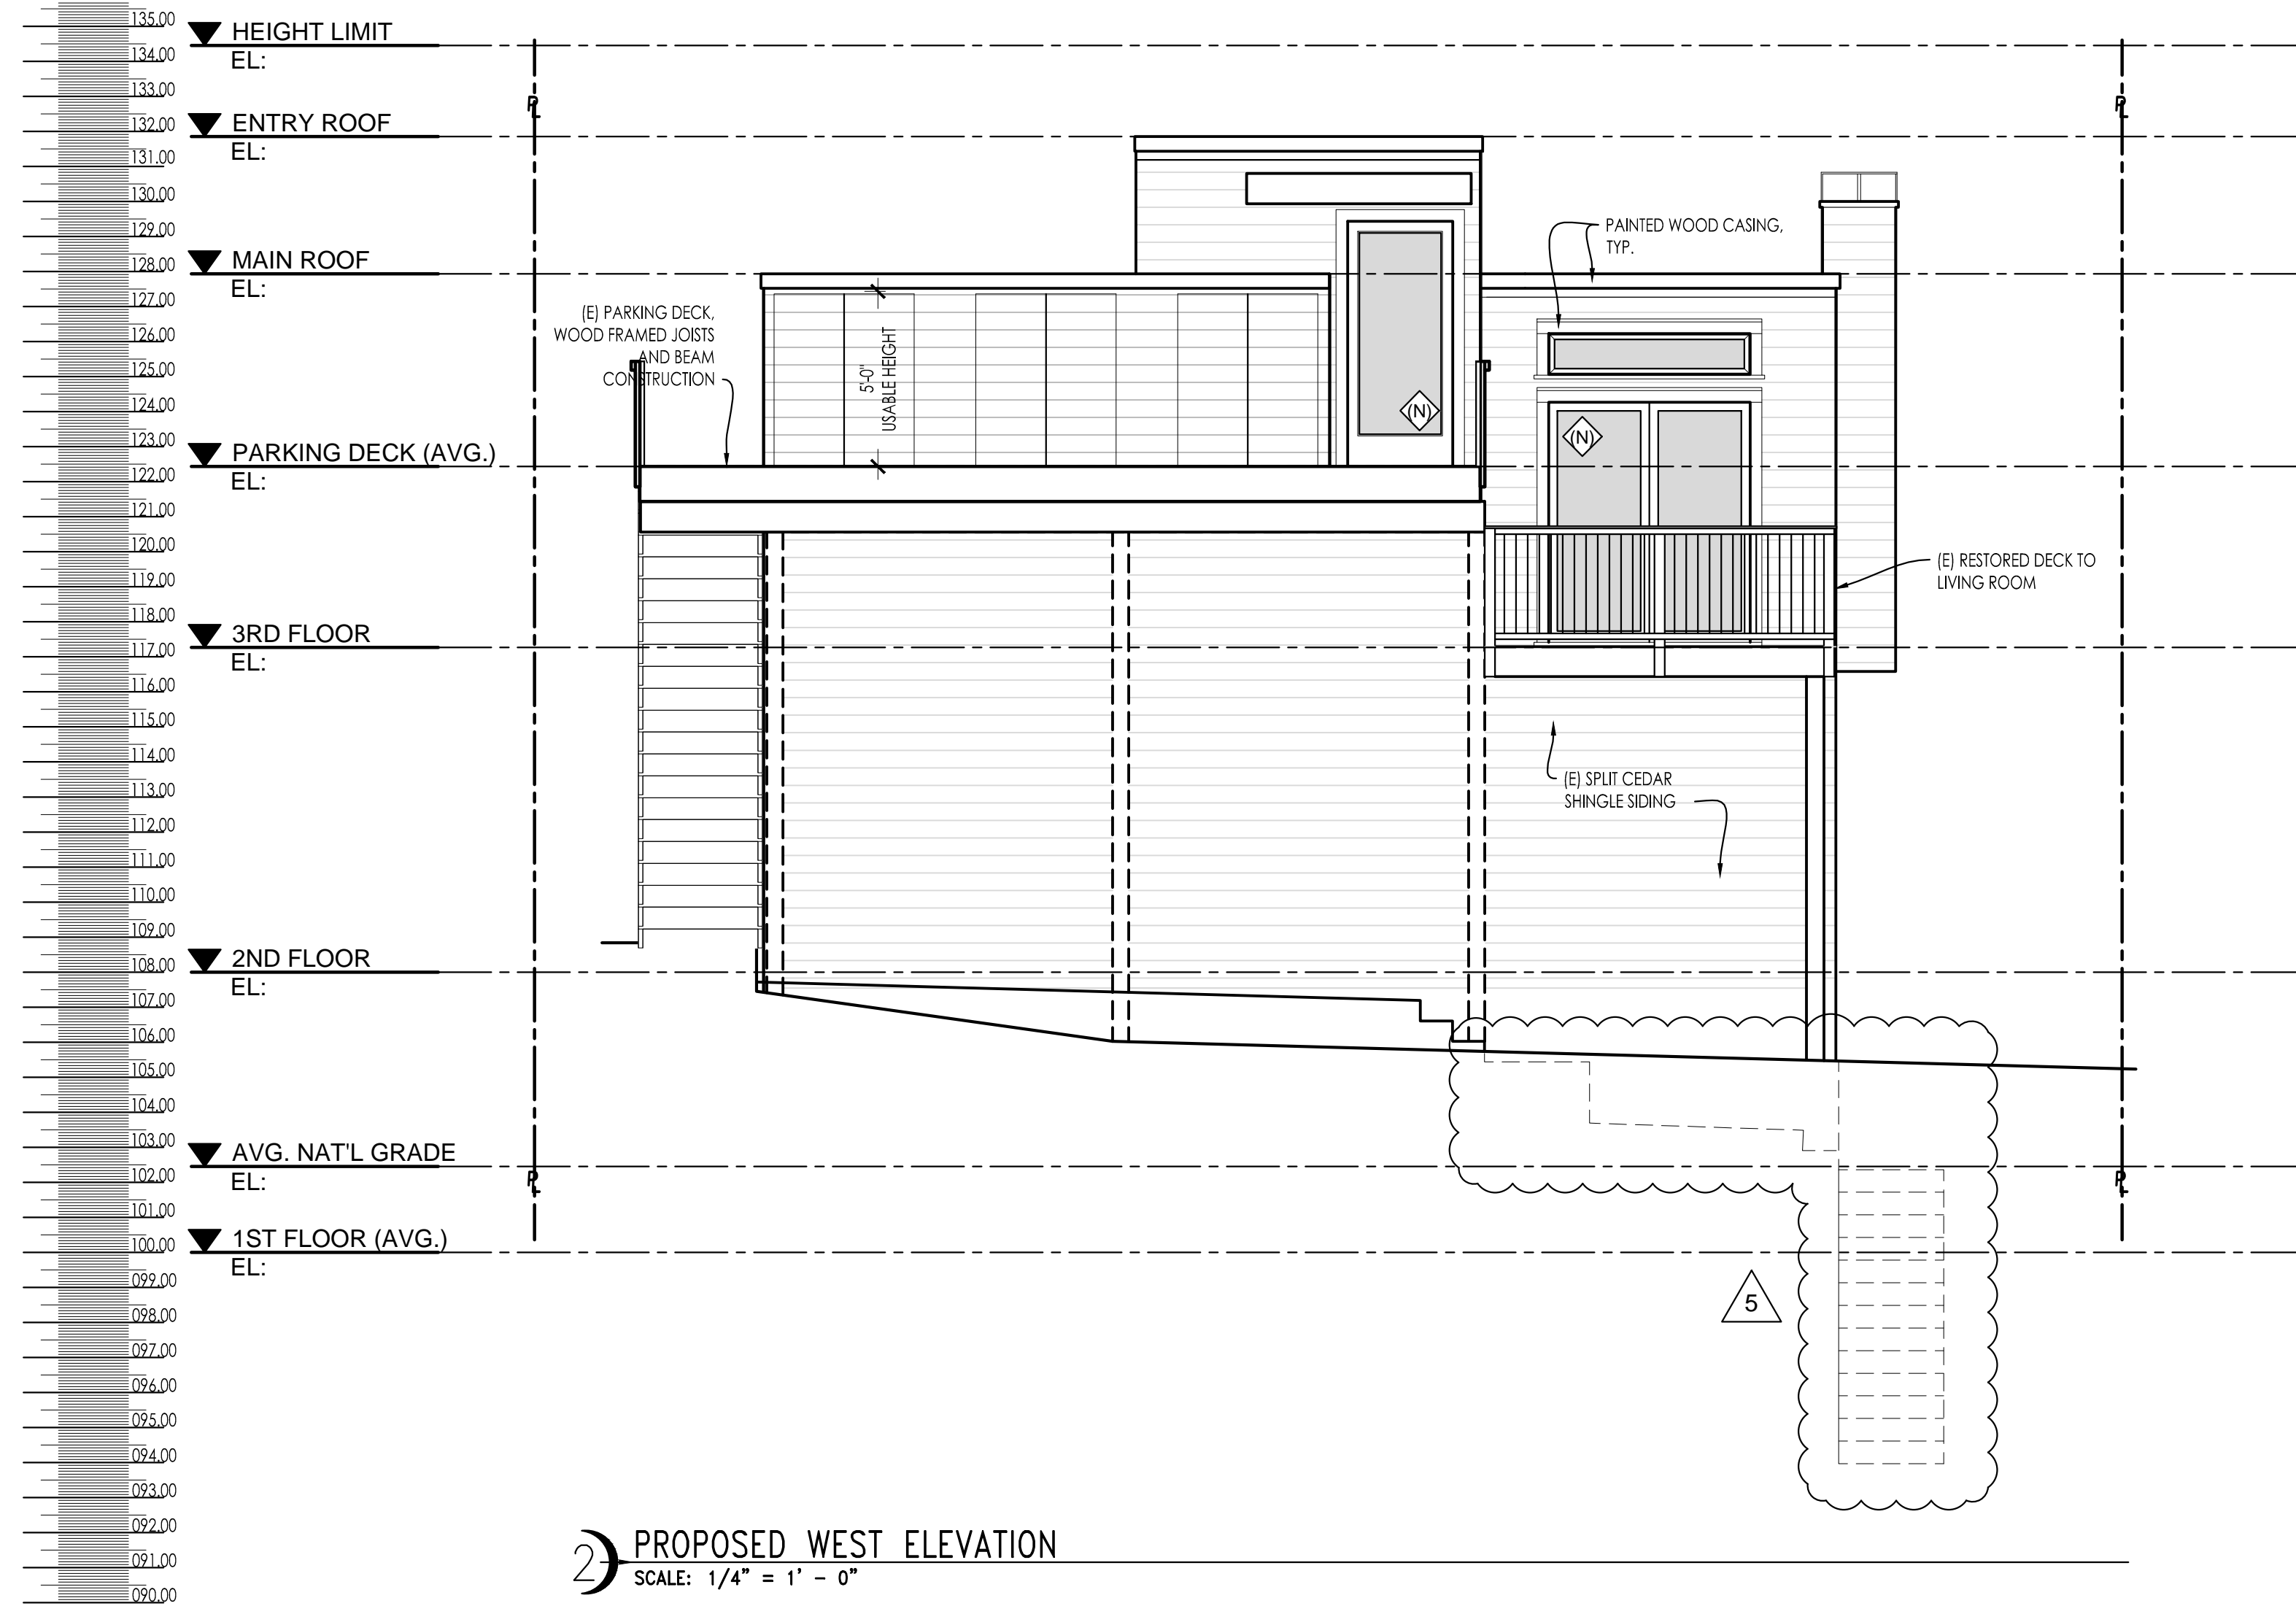 135.00
HEIGHT LIMIT
134.00
EL:
133.00
132.00
ENTRY ROOF
131.00
EL:
130.00
129.00
128.00
MAIN ROOF
EL:
127.00
126.00
125.00
124.00
123.00
PARKING DECK (AVG.)
122.00
EL:
121.00
120.00
119.00
118.00
3RD FLOOR
117.00
EL:
116.00
115.00
114.00
113.00
112.00
111.00
110.00
109.00
108.00
2ND FLOOR
EL:
107.00
106.00
105.00
104.00
103.00
AVG. NAT'L GRADE
102.00
EL:
101.00
100.00
1ST FLOOR (AVG.)
EL:
099.00
098.00
097.00
096.00
095.00
094.00
093.00
092.00
091.00
090.00
PL
PL
PL
PL
(E) PARKING DECK,
WOOD FRAMED JOISTS
AND BEAM
CONSTRUCTION
5'-0"
USABLE HEIGHT
(N)
(N)
PAINTED WOOD CASING,
TYP.
(E) RESTORED DECK TO
LIVING ROOM
(E) SPLIT CEDAR
SHINGLE SIDING
5
2
PROPOSED WEST ELEVATION
SCALE: 1/4" = 1' - 0"